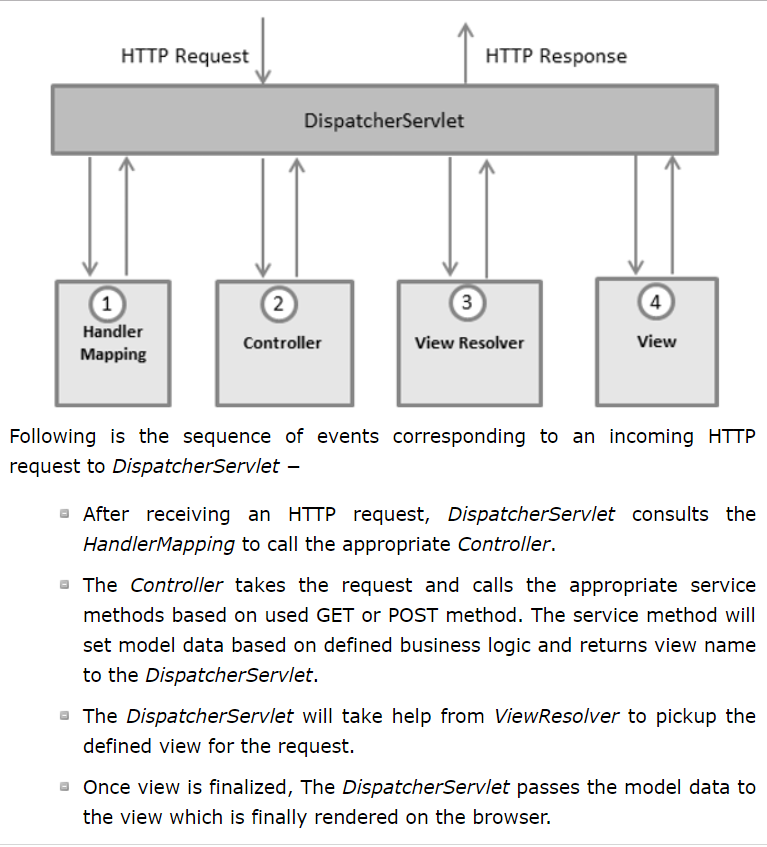 HTTP Request
HTTP Response
DispatcherServlet
1
Handler
Mapping
2
Controller
3
View Resolver
4
View
Following is the sequence of events corresponding to an incoming HTTP
request to DispatcherServlet −
After receiving an HTTP request, DispatcherServlet consults the
HandlerMapping to call the appropriate Controller.
The Controller takes the request and calls the appropriate service
methods based on used GET or POST method. The service method will
set model data based on defined business logic and returns view name
to the DispatcherServlet.
The DispatcherServlet will take help from ViewResolver to pickup the
defined view for the request.
Once view is finalized, The DispatcherServlet passes the model data to
the view which is finally rendered on the browser.